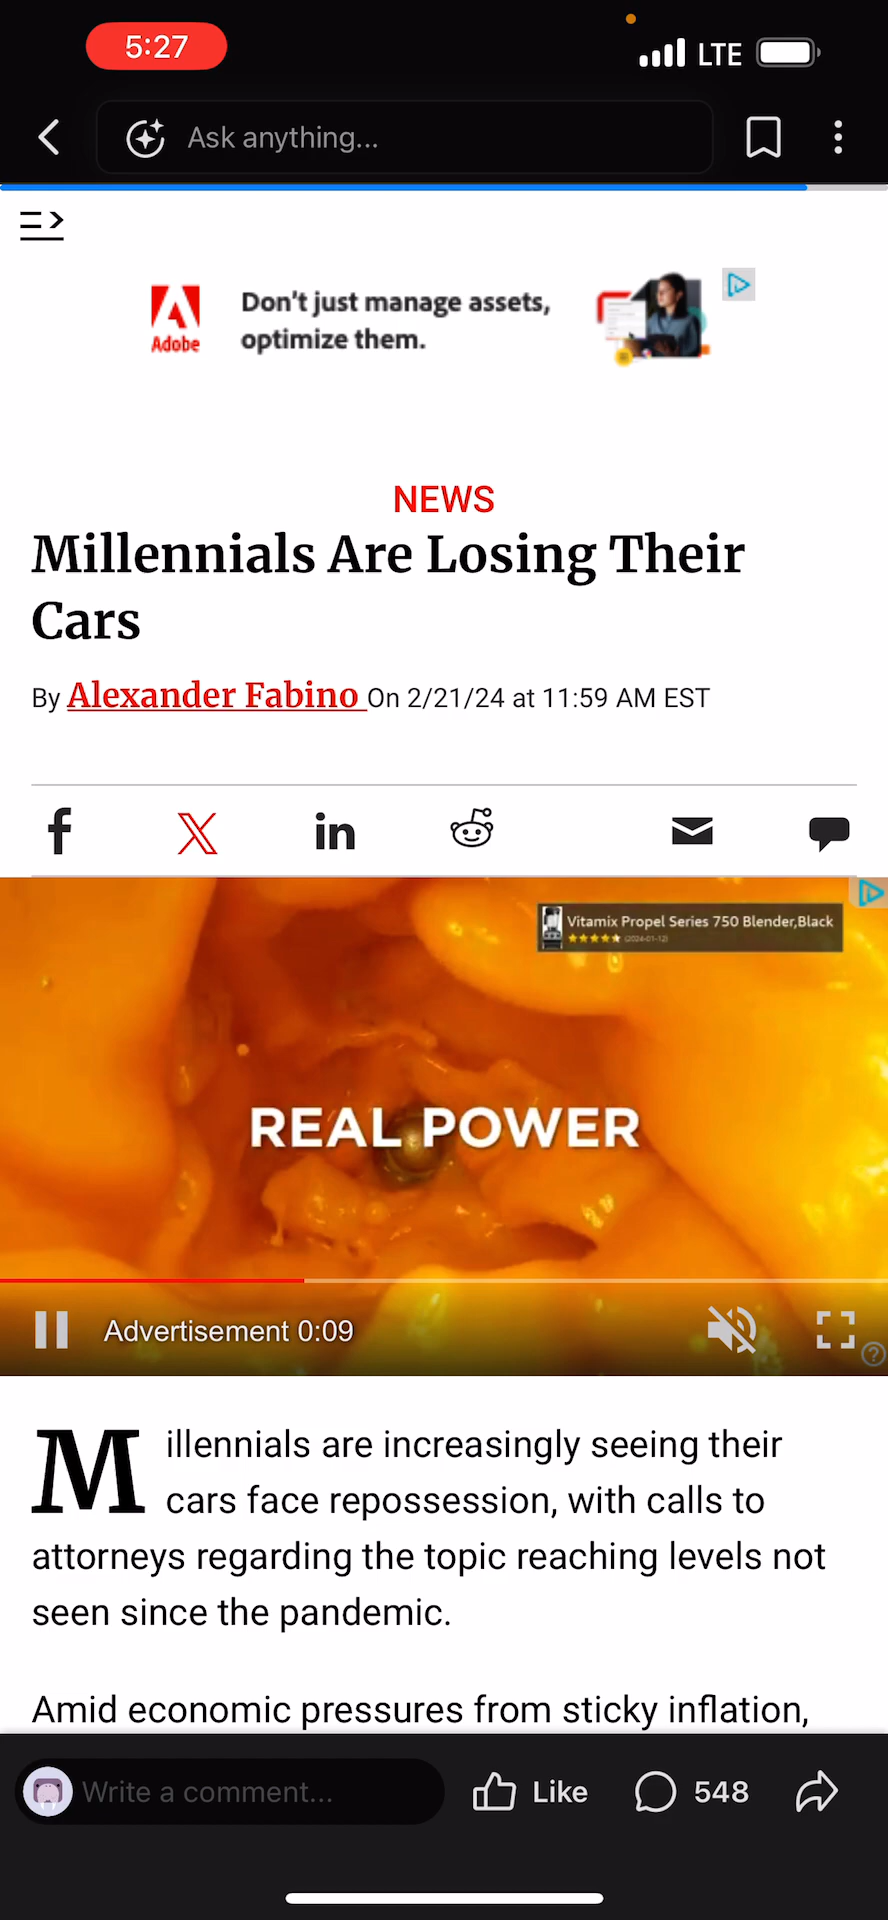 5:27
LTE
Ask anything...
Adobe
Don't just manage assets,
optimize them.
NEWS
Millennials Are Losing Their
Cars
By Alexander Fabino On 2/21/24 at 11:59 AM EST
Vitamix Propel Series 750 Blender,Black
(2024-01-12)
REAL POWER
Advertisement 0:09
Millennials are increasingly seeing their
cars face repossession, with calls to
attorneys regarding the topic reaching levels not
seen since the pandemic.
Amid economic pressures from sticky inflation,
Write a comment...
Like
548